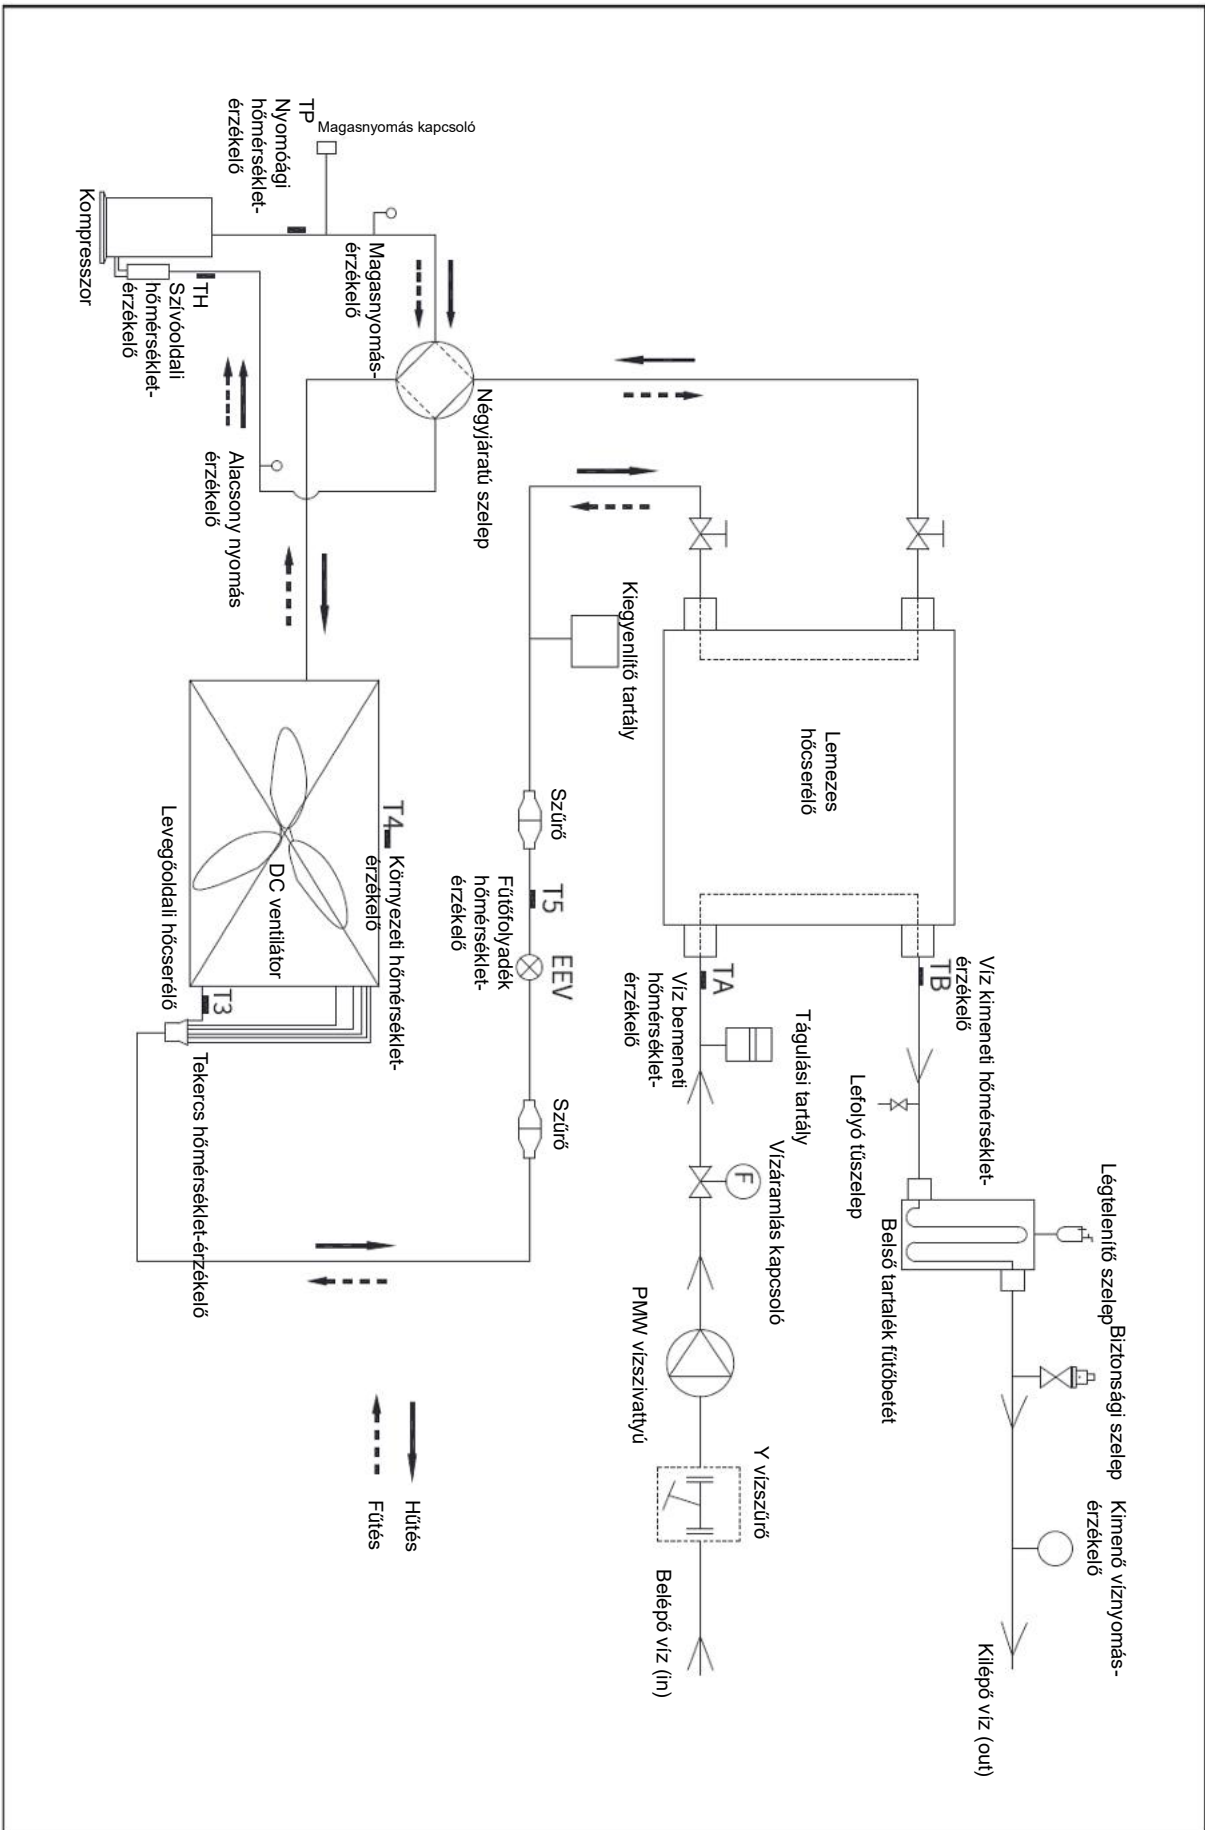 Légtelenítő szelep
Biztonsági szelep
Kimenő víznyomás-
érzékelő
Kilépő víz (out)
TB
Víz kimeneti hőmérséklet-
érzékelő
Lefolyó tűszelep
Belső tartalék fűtőbetét
Lemezes
hőcserélő
TA
Víz bemeneti
hőmérséklet-
érzékelő
Tágulási tartály
F
Vízáramlás kapcsoló
PMW vízszivattyú
Y vízszűrő
Belépő víz (in)
Kiegyenlítő tartály
Szűrő
T5
Fűtőfolyadék
hőmérséklet-
érzékelő
EEV
Szűrő
Négyjáratú szelep
Magasnyomás kapcsoló
TP
Nyomóági
hőmérséklet-
érzékelő
Magasnyomás-
érzékelő
Kompresszor
TH
Szívóoldali
hőmérséklet-
érzékelő
Alacsony nyomás
érzékelő
T4
Környezeti hőmérséklet-
érzékelő
DC ventilátor
Levegőoldali hőcserélő
T3
Tekercs hőmérséklet-érzékelő
Hűtés
Fűtés